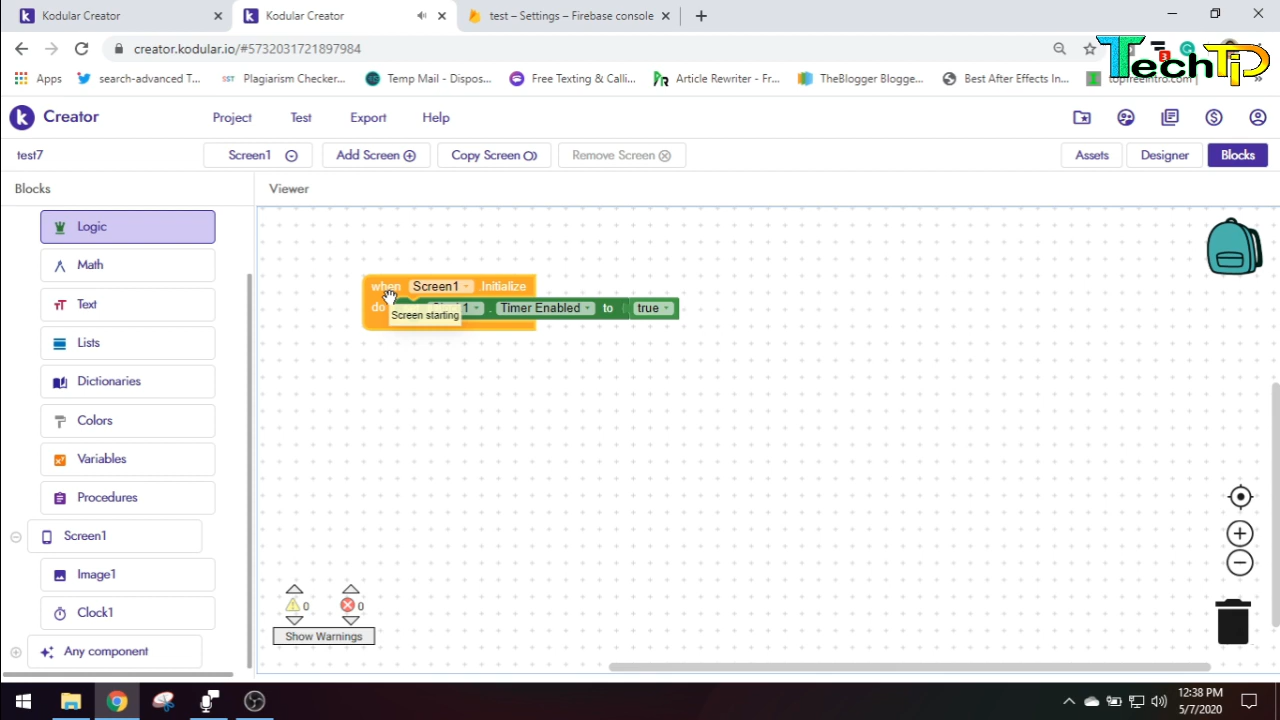 Kodular Creator
Kodular Creator
test – Settings – Firebase console
creator.kodular.io/#5732031721897984
Apps
search-advanced T...
SST
Plagiarism Checker...
Temp Mail - Dispos...
Free Texting & Calli...
Article Rewriter - Fr...
TheBlogger Blogge...
Best After Effects In...
topfreeintro.com
TechTip
Creator
Project
Test
Export
Help
test7
Screen1
Add Screen
Copy Screen
Remove Screen
Assets
Designer
Blocks
Blocks
Viewer
Logic
Math
Text
Lists
Dictionaries
Colors
Variables
Procedures
Screen1
Image1
Clock1
Any component
when Screen1 .Initialize
do
. Timer Enabled to true
Screen starting
0 0
Show Warnings
12:38 PM
5/7/2020